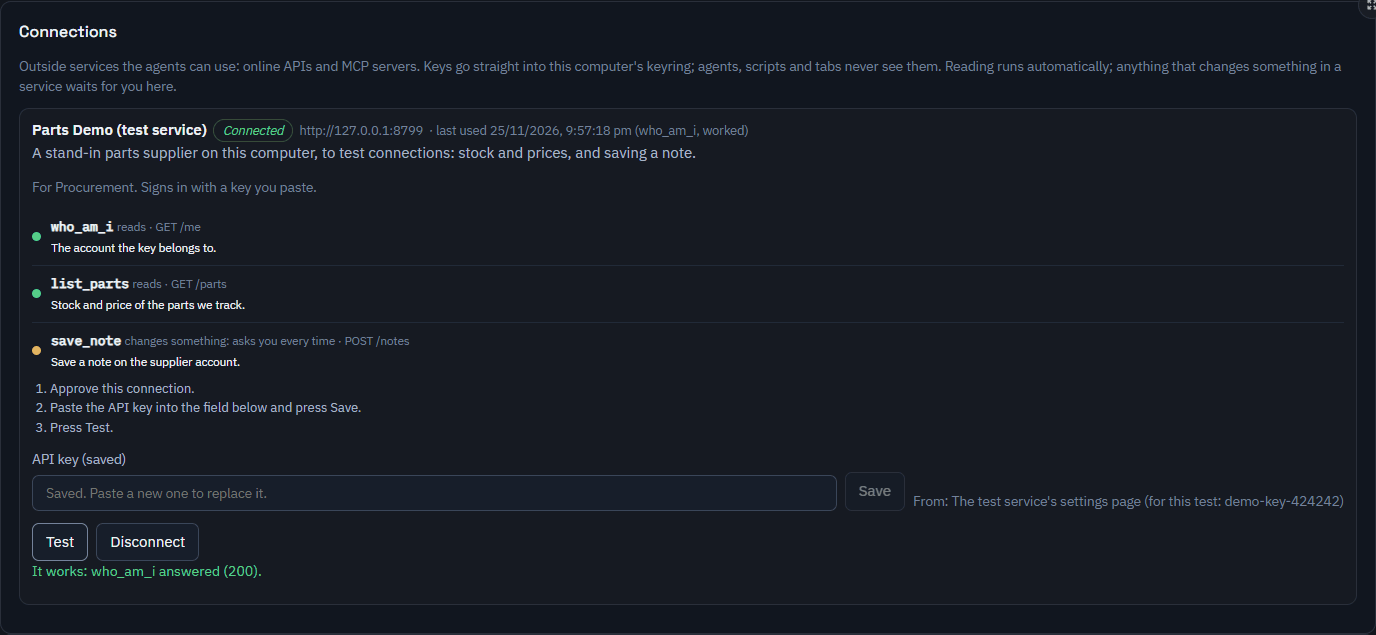 Connections
Outside services the agents can use: online APIs and MCP servers. Keys go straight into this computer's keyring; agents, scripts and tabs never see them. Reading runs automatically; anything that changes something in a
service waits for you here.
Parts Demo (test service) Connected http://127.0.0.1:8799 · last used 25/11/2026, 9:57:18 pm (who_am_i, worked)
A stand-in parts supplier on this computer, to test connections: stock and prices, and saving a note.
For Procurement. Signs in with a key you paste.
who_am_i reads · GET /me
The account the key belongs to.
list_parts reads · GET /parts
Stock and price of the parts we track.
save_note changes something: asks you every time · POST /notes
Save a note on the supplier account.
1. Approve this connection.
2. Paste the API key into the field below and press Save.
3. Press Test.
API key (saved)
Saved. Paste a new one to replace it. Save From: The test service's settings page (for this test: demo-key-424242)
Test Disconnect
It works: who_am_i answered (200).